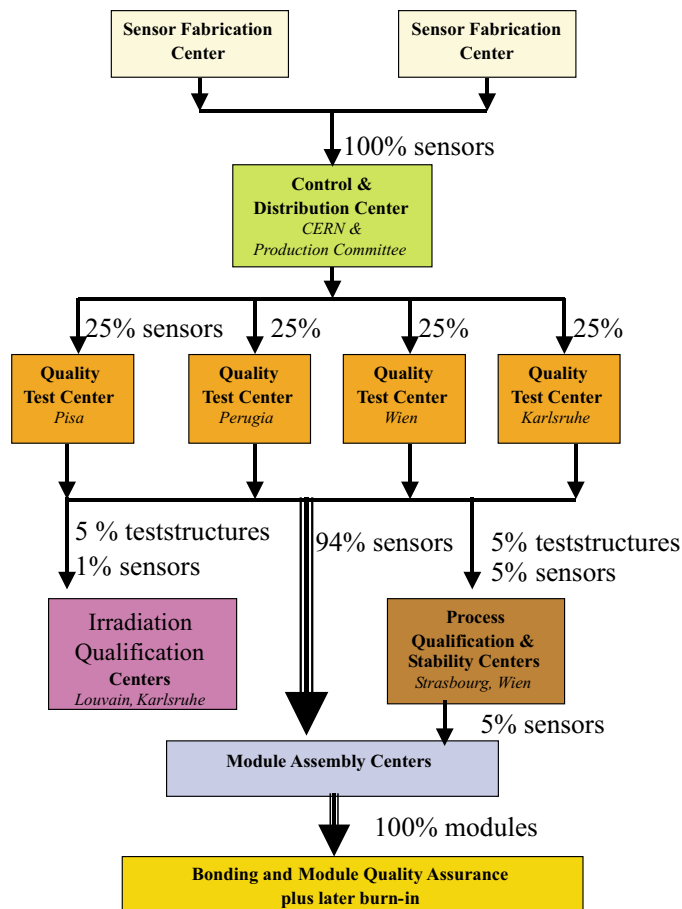 Sensor Fabrication
Center
Sensor Fabrication
Center
100% sensors
Control &
Distribution Center
CERN &
Production Committee
25% sensors
25%
25%
25%
Quality
Test Center
Pisa
Quality
Test Center
Perugia
Quality
Test Center
Wien
Quality
Test Center
Karlsruhe
5 % teststructures
1% sensors
94% sensors
5% teststructures
5% sensors
Irradiation
Qualification
Centers
Louvain, Karlsruhe
Process
Qualification &
Stability Centers
Strasbourg, Wien
5% sensors
Module Assembly Centers
100% modules
Bonding and Module Quality Assurance
plus later burn-in